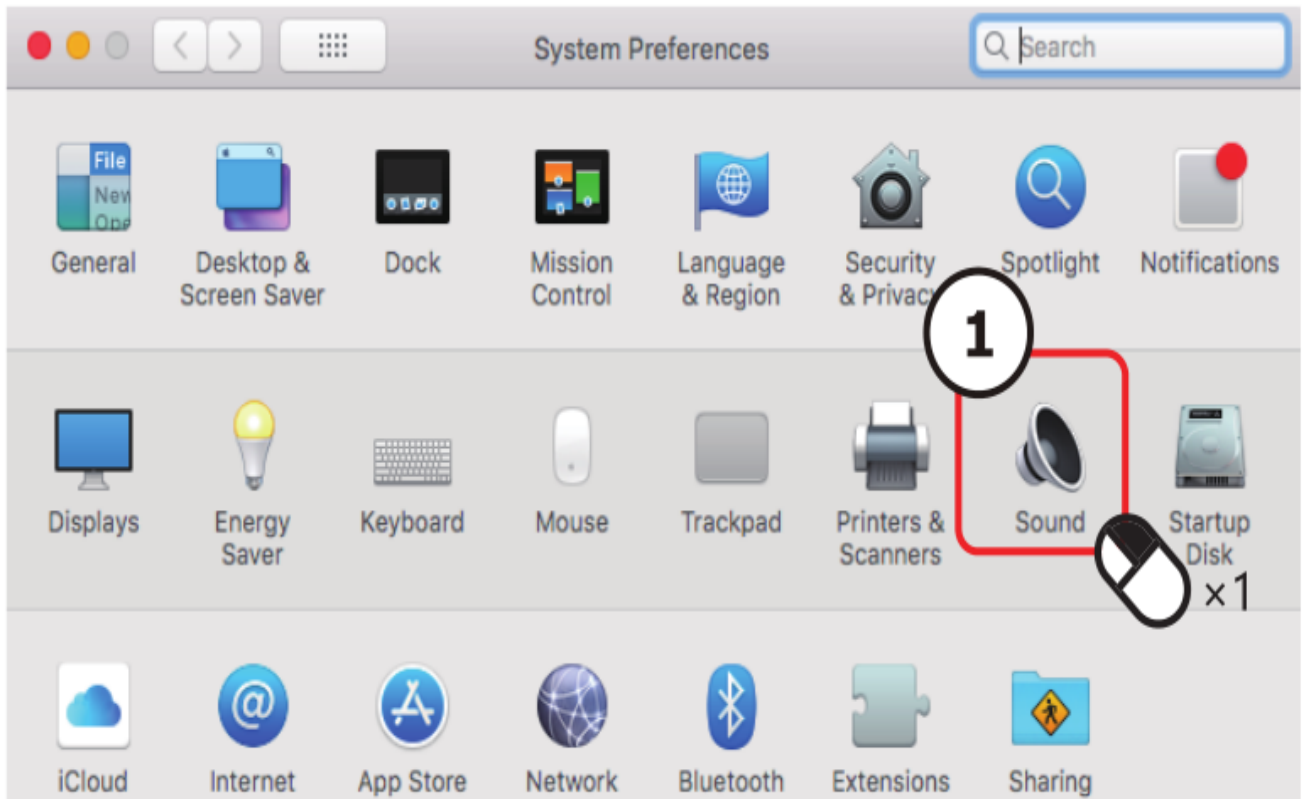 System Preferences
Search
File
New
Ope
General
Desktop &
Screen Saver
Dock
Mission
Control
Language
& Region
Security
& Privacy
Spotlight
Notifications
1
Displays
Energy
Saver
Keyboard
Mouse
Trackpad
Printers &
Scanners
Sound
Startup
Disk
×1
iCloud
@
Internet
App Store
Network
Bluetooth
Extensions
Sharing